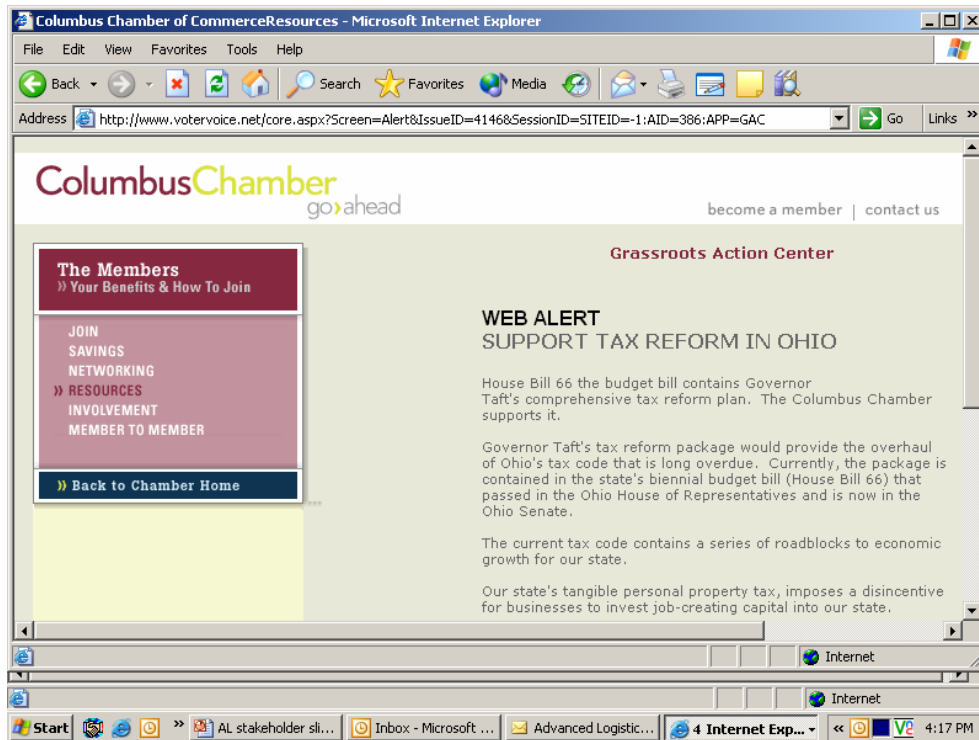 Columbus Chamber of CommerceResources - Microsoft Internet Explorer
File Edit View Favorites Tools Help
Back Search Favorites Media
Address http://www.votervoice.net/core.aspx?Screen=Alert&IssueID=4146&SessionID=SITEID=-1:AID=386:APP=GAC Go Links »
ColumbusChamber
go›ahead
become a member | contact us
The Members
» Your Benefits & How To Join
JOIN
SAVINGS
NETWORKING
» RESOURCES
INVOLVEMENT
MEMBER TO MEMBER
» Back to Chamber Home
Grassroots Action Center
WEB ALERT
SUPPORT TAX REFORM IN OHIO
House Bill 66 the budget bill contains Governor
Taft's comprehensive tax reform plan. The Columbus Chamber
supports it.
Governor Taft's tax reform package would provide the overhaul
of Ohio's tax code that is long overdue. Currently, the package is
contained in the state's biennial budget bill (House Bill 66) that
passed in the Ohio House of Representatives and is now in the
Ohio Senate.
The current tax code contains a series of roadblocks to economic
growth for our state.
Our state's tangible personal property tax, imposes a disincentive
for businesses to invest job-creating capital into our state.
Internet
Internet
Start » AL stakeholder sli... Inbox - Microsoft ... Advanced Logistic... 4 Internet Exp... « 4:17 PM